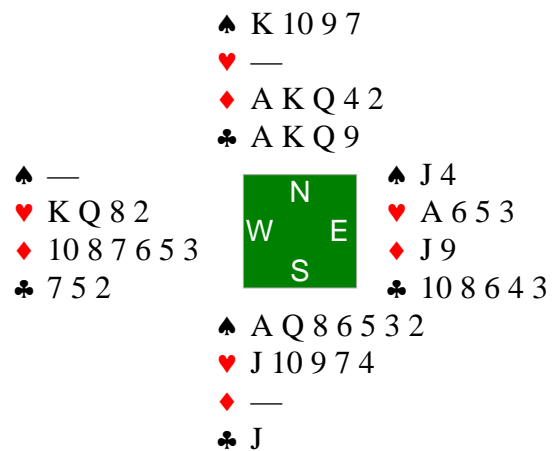 ♠ K 10 9 7
♥ —
♦ A K Q 4 2
♣ A K Q 9
♠ —
♥ K Q 8 2
♦ 10 8 7 6 5 3
♣ 7 5 2
N
W E
S
♠ J 4
♥ A 6 5 3
♦ J 9
♣ 10 8 6 4 3
♠ A Q 8 6 5 3 2
♥ J 10 9 7 4
♦ —
♣ J